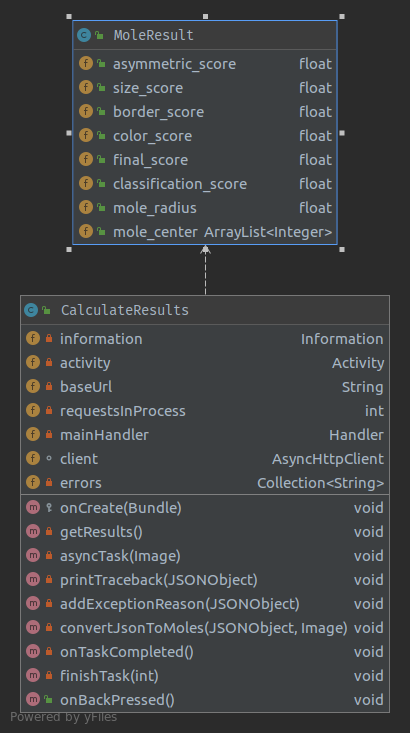 MoleResult
asymmetric_score float
size_score float
border_score float
color_score float
final_score float
classification_score float
mole_radius float
mole_center ArrayList<Integer>
CalculateResults
information Information
activity Activity
baseUrl String
requestsInProcess int
mainHandler Handler
client AsyncHttpClient
errors Collection<String>
onCreate(Bundle) void
getResults() void
asyncTask(Image) void
printTraceback(JSONObject) void
addExceptionReason(JSONObject) void
convertJsonToMoles(JSONObject, Image) void
onTaskCompleted() void
finishTask(int) void
onBackPressed() void
Powered by yFiles